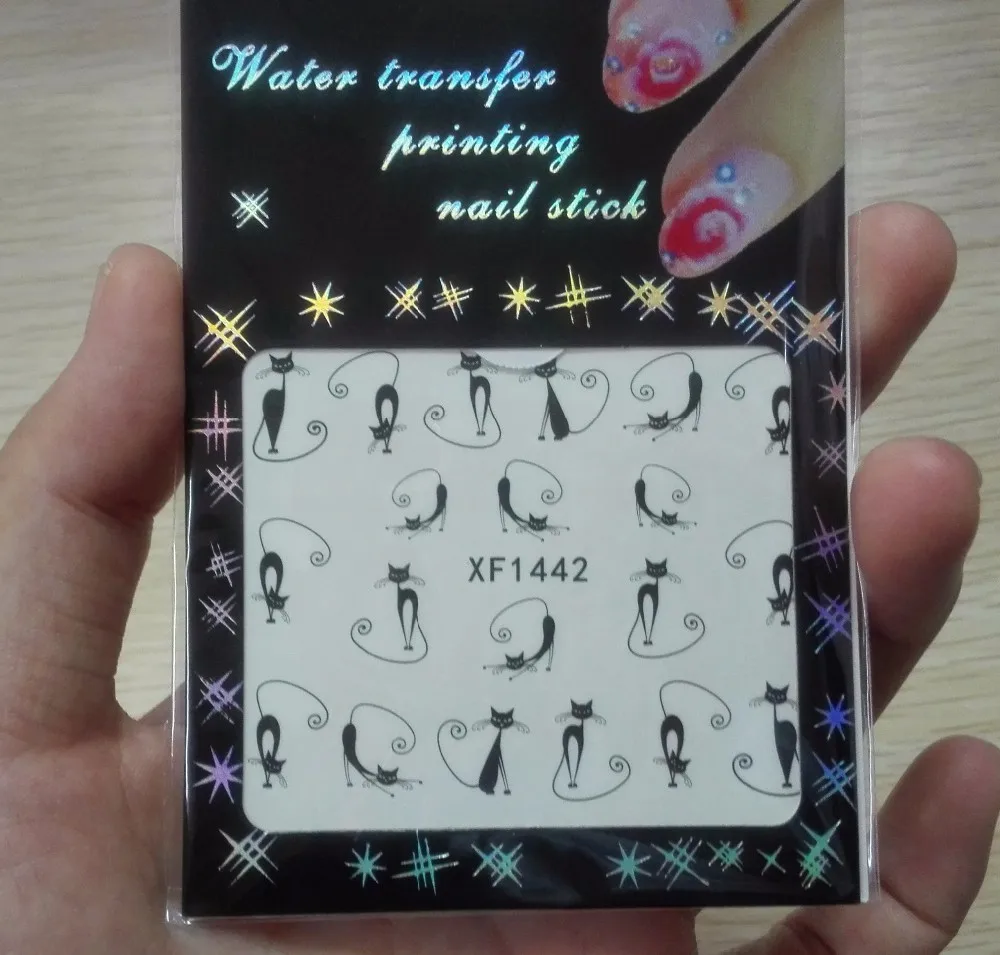 Water transfer
printing
nail stick
XF1442